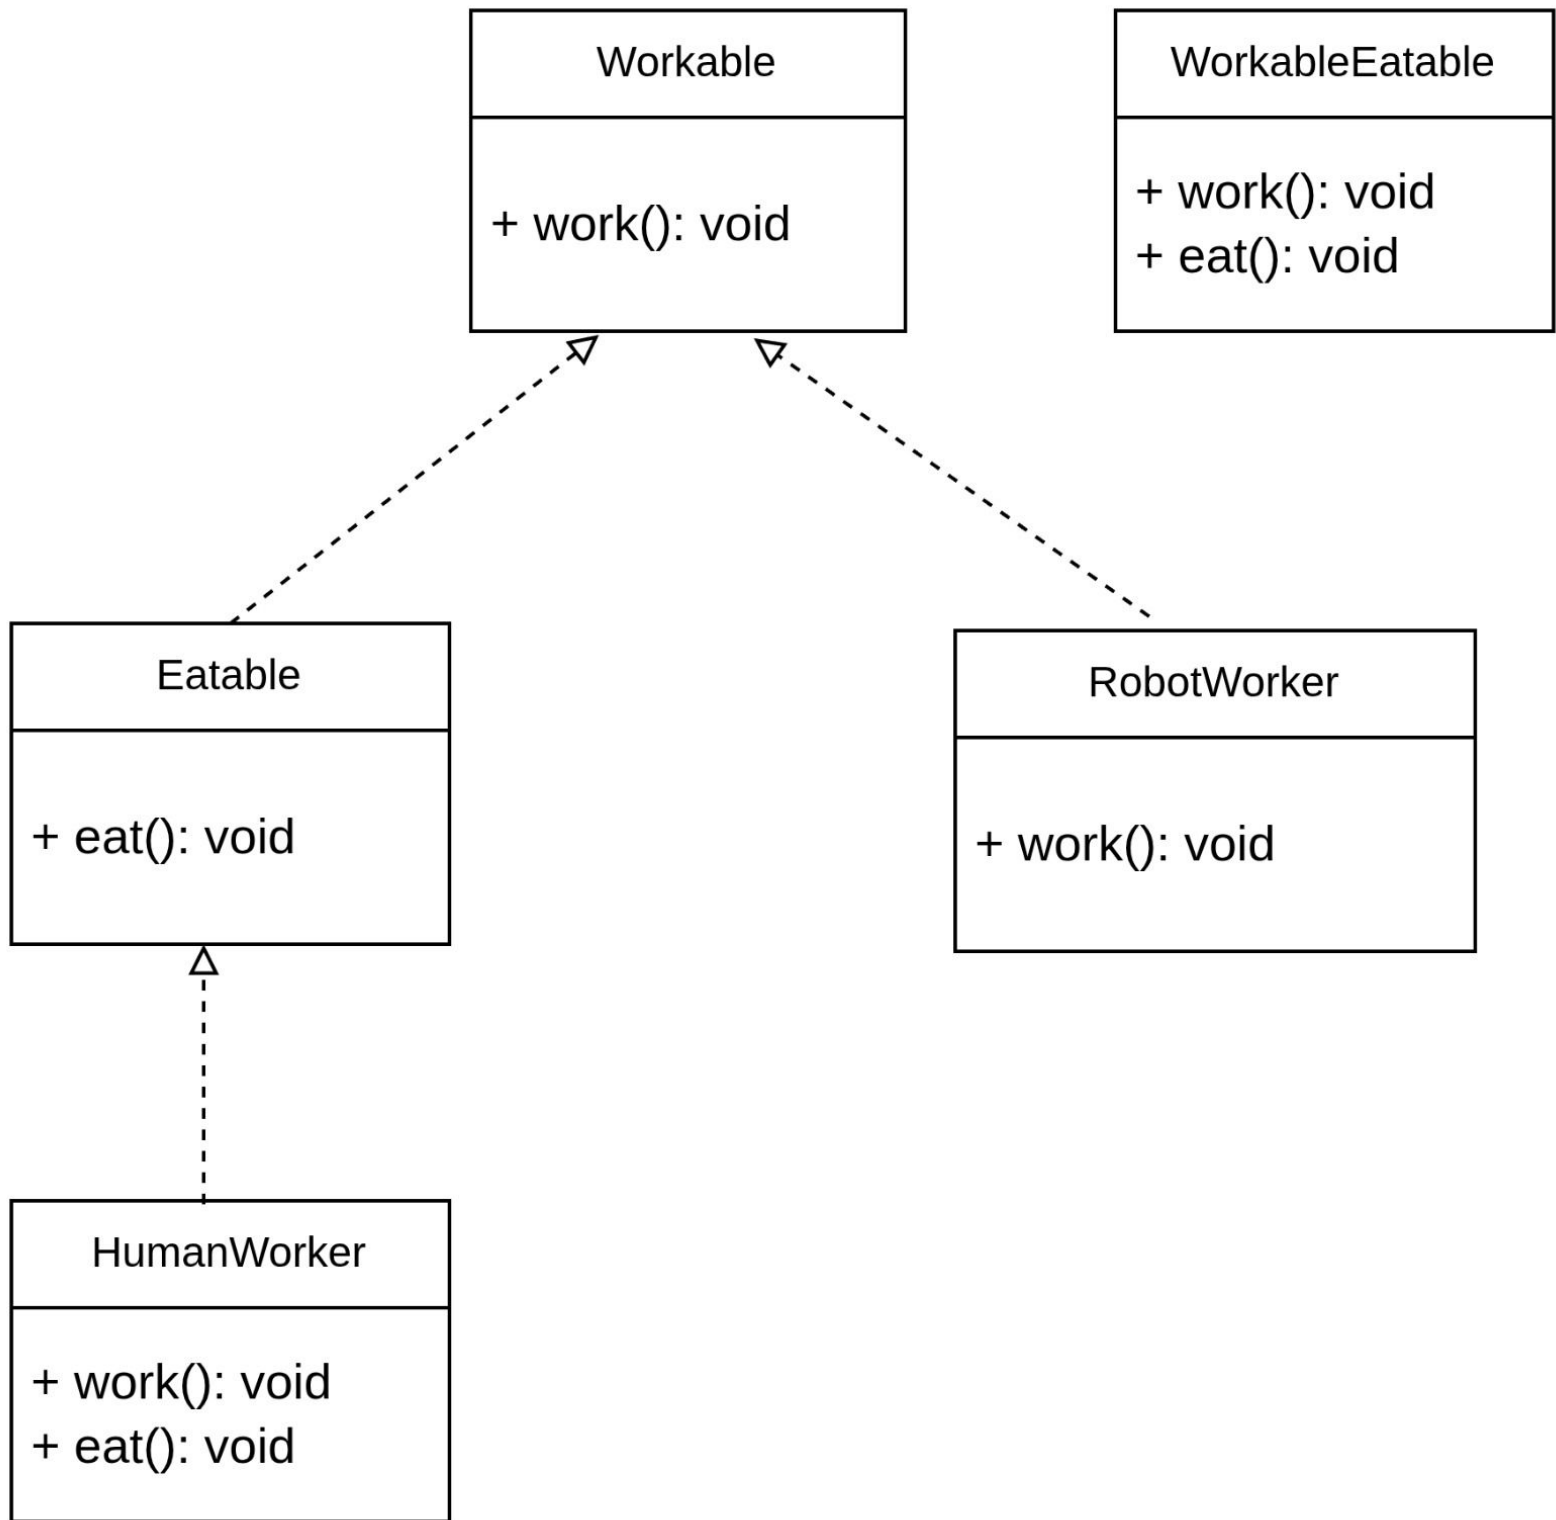 Workable
+ work(): void
WorkableEatable
+ work(): void
+ eat(): void
Eatable
+ eat(): void
RobotWorker
+ work(): void
HumanWorker
+ work(): void
+ eat(): void